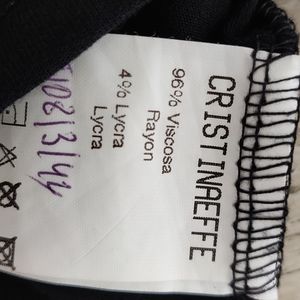 CRISTINAEFFE
96% Viscosa
Rayon
4% Lycra
Lycra